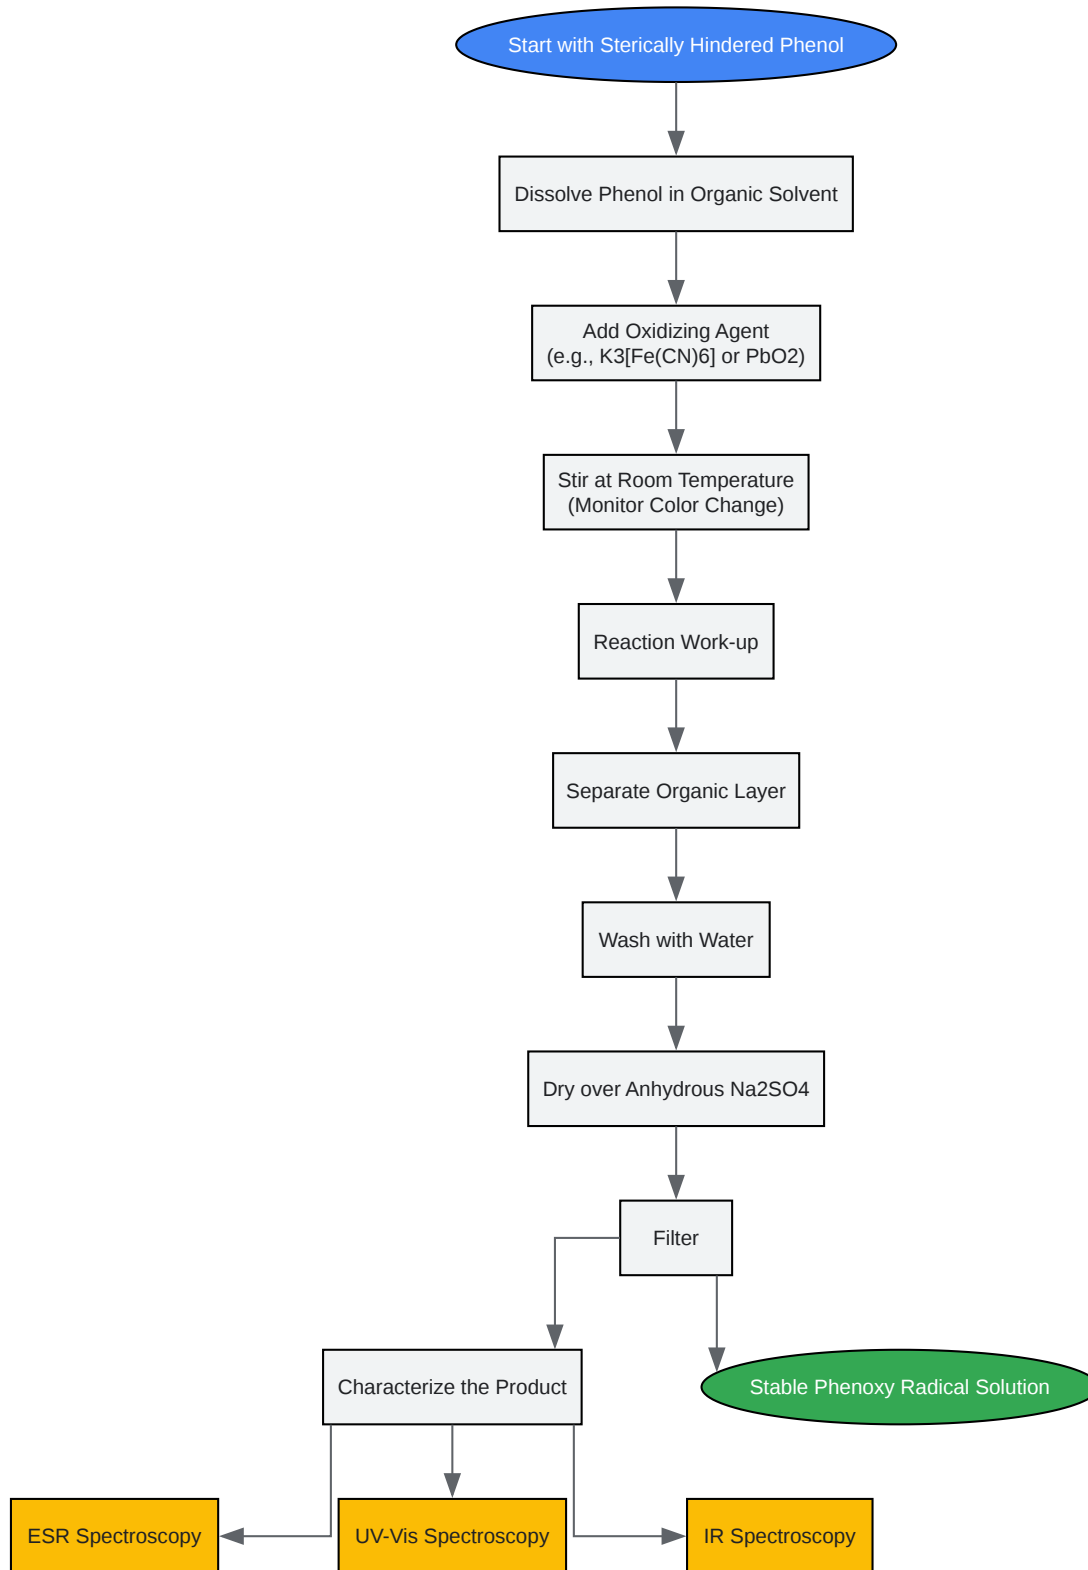 Start with Sterically Hindered Phenol
Dissolve Phenol in Organic Solvent
Add Oxidizing Agent
(e.g., K3[Fe(CN)6] or PbO2)
Stir at Room Temperature
(Monitor Color Change)
Reaction Work-up
Separate Organic Layer
Wash with Water
Dry over Anhydrous Na2SO4
Filter
Characterize the Product
Stable Phenoxy Radical Solution
ESR Spectroscopy
UV-Vis Spectroscopy
IR Spectroscopy